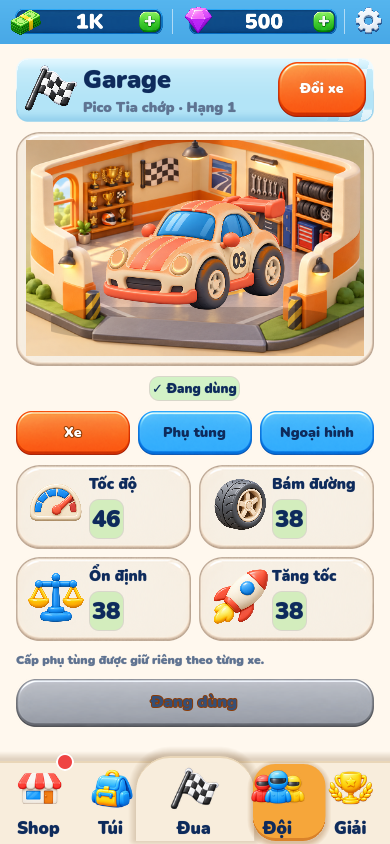 1K
500
Garage
Pico Tia chớp · Hạng 1
Đổi xe
03
✓ Đang dùng
Xe
Phụ tùng
Ngoại hình
Tốc độ
46
Bám đường
38
Ổn định
38
Tăng tốc
38
Cấp phụ tùng được giữ riêng theo từng xe.
Đang dùng
Shop
Túi
Đua
Đội
Giải